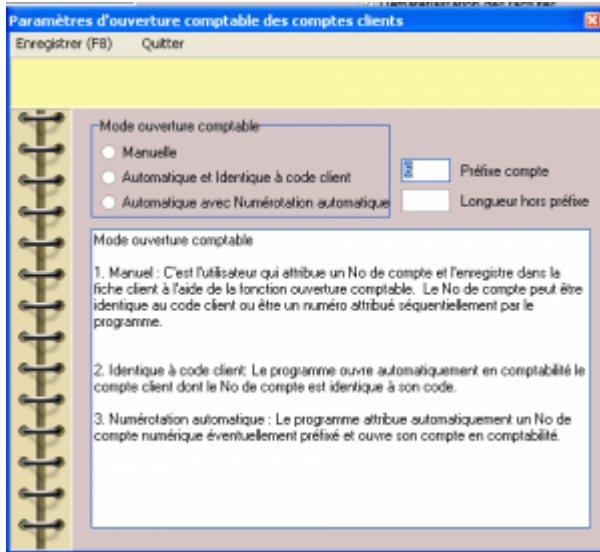 Dématérialisation des factures
Paramètres d'ouverture comptable des comptes clients
Enregistrer (F8) Quitter
Mode ouverture comptable
Manuelle
Automatique et Identique à code client
Préfixe compte
Automatique avec Numérotation automatique
Longueur hors préfixe
Mode ouverture comptable
1. Manuel : C'est l'utilisateur qui attribue un No de compte et l'enregistre dans la
fiche client à l'aide de la fonction ouverture comptable. Le No de compte peut être
identique au code client ou être un numéro attribué séquentiellement par le
programme.
2. Identique à code client: Le programme ouvre automatiquement en comptabilité le
compte client dont le No de compte est identique à son code.
3. Numérotation automatique : Le programme attribue automatiquement un No de
compte numérique éventuellement préfixé et ouvre son compte en comptabilité.